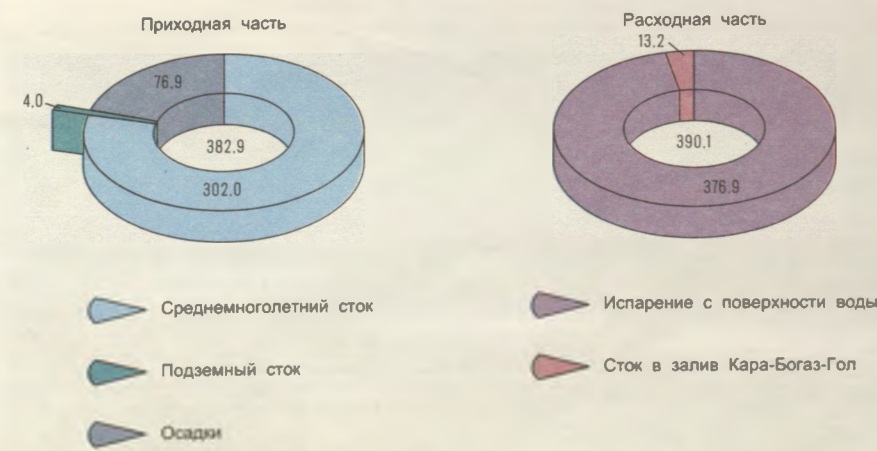 Приходная часть
76.9
4.0
382.9
302.0
Среднемноголетний сток
Подземный сток
Осадки
Расходная часть
13.2
390.1
376.9
Испарение с поверхности воды
Сток в залив Кара-Богаз-Гол